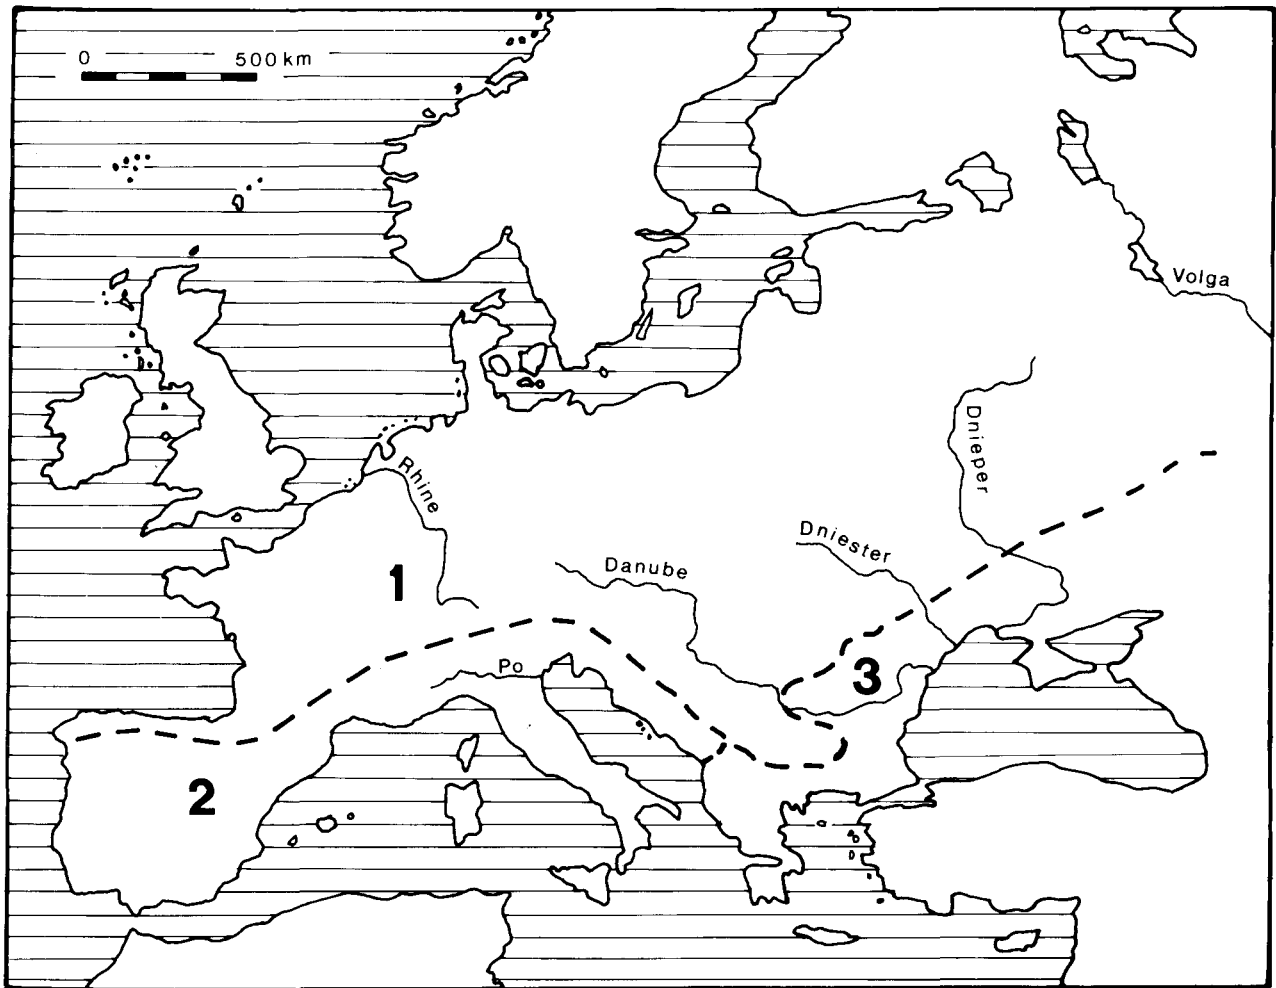 0 500 km
Volga
Dnieper
Rhine
Dniester
Danube
1
Po
3
2